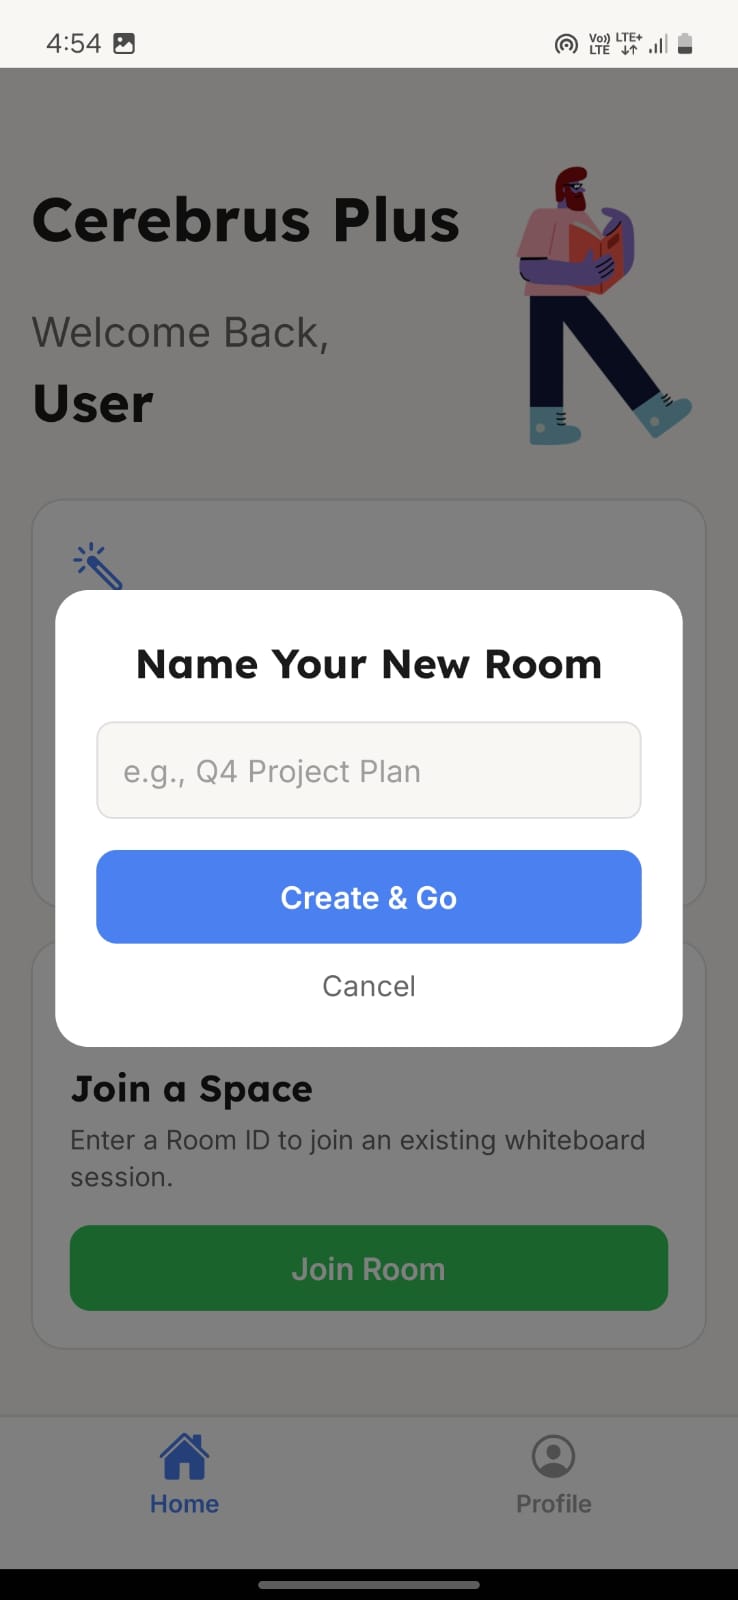 4:54
Vo)) LTE+
LTE
Cerebrus Plus
Welcome Back,
User
Name Your New Room
e.g., Q4 Project Plan
Create & Go
Cancel
Join a Space
Enter a Room ID to join an existing whiteboard
session.
Join Room
Home
Profile